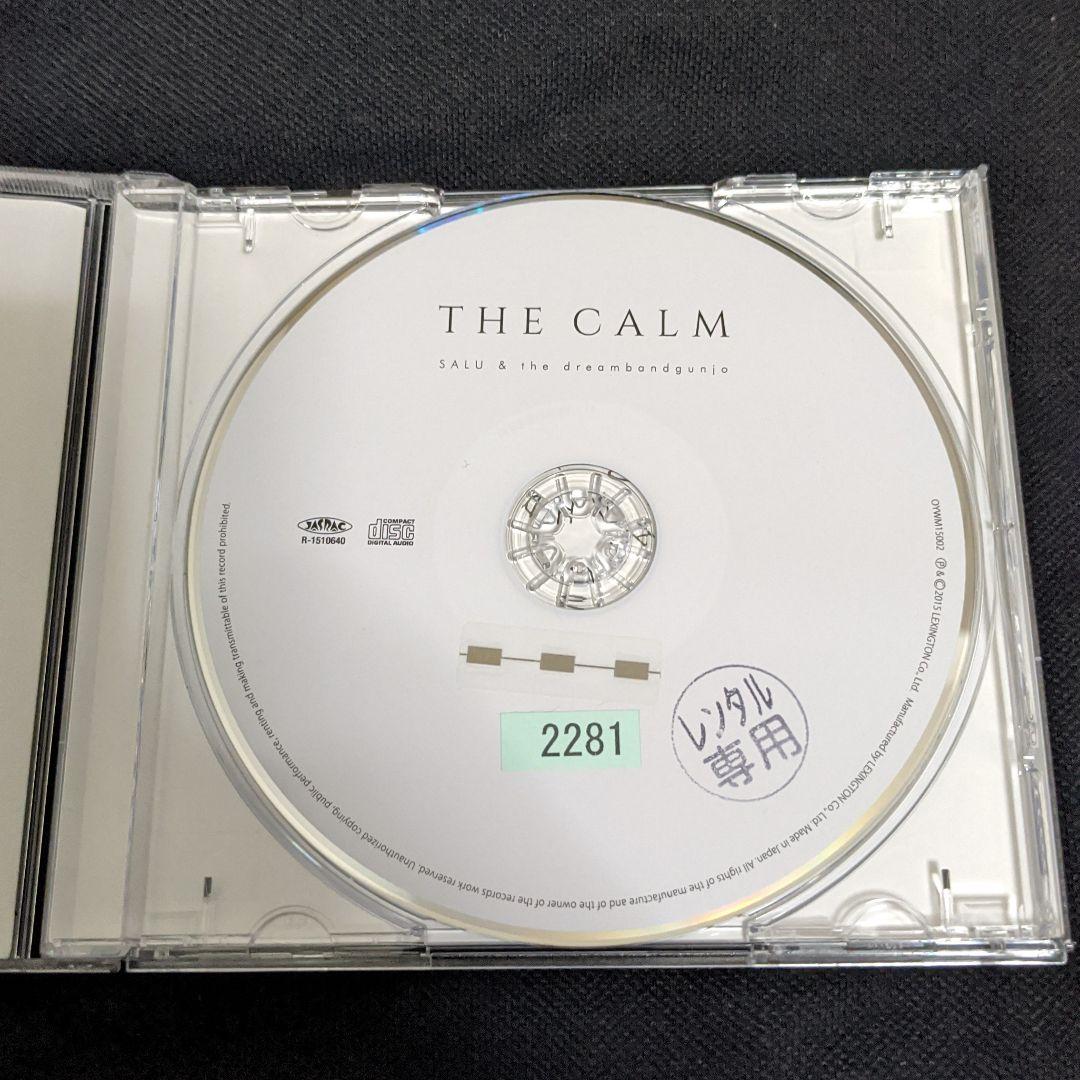 THE CALM
SALU & the dreambandgunjo
JASRAC
R-1510640
COMPACT
disc
DIGITAL AUDIO
2281
レンタル
専用
OYWM15002 Ⓟ & © 2015 LEXINGTON Co., Ltd. Manufactured by LEXINGTON Co., Ltd. Made in Japan. All rights of the manufacture and of the owner of the records work reserved. Unauthorized copying, public performance, renting and making transmittable of this record prohibited.